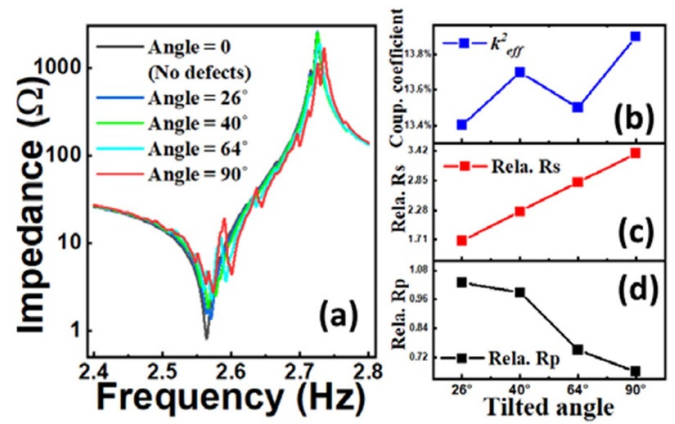 Impedance (Ω)
1000
100
10
1
Angle = 0
(No defects)
Angle = 26°
Angle = 40°
Angle = 64°
Angle = 90°
(a)
2.4 2.5 2.6 2.7 2.8
Frequency (Hz)
Coup. coefficient
13.8%
13.6%
13.4%
k²eff
(b)
Rela. Rs
3.42
2.85
2.28
1.71
Rela. Rs
(c)
Rela. Rp
1.08
0.96
0.84
0.72
Rela. Rp
(d)
26° 40° 64° 90°
Tilted angle